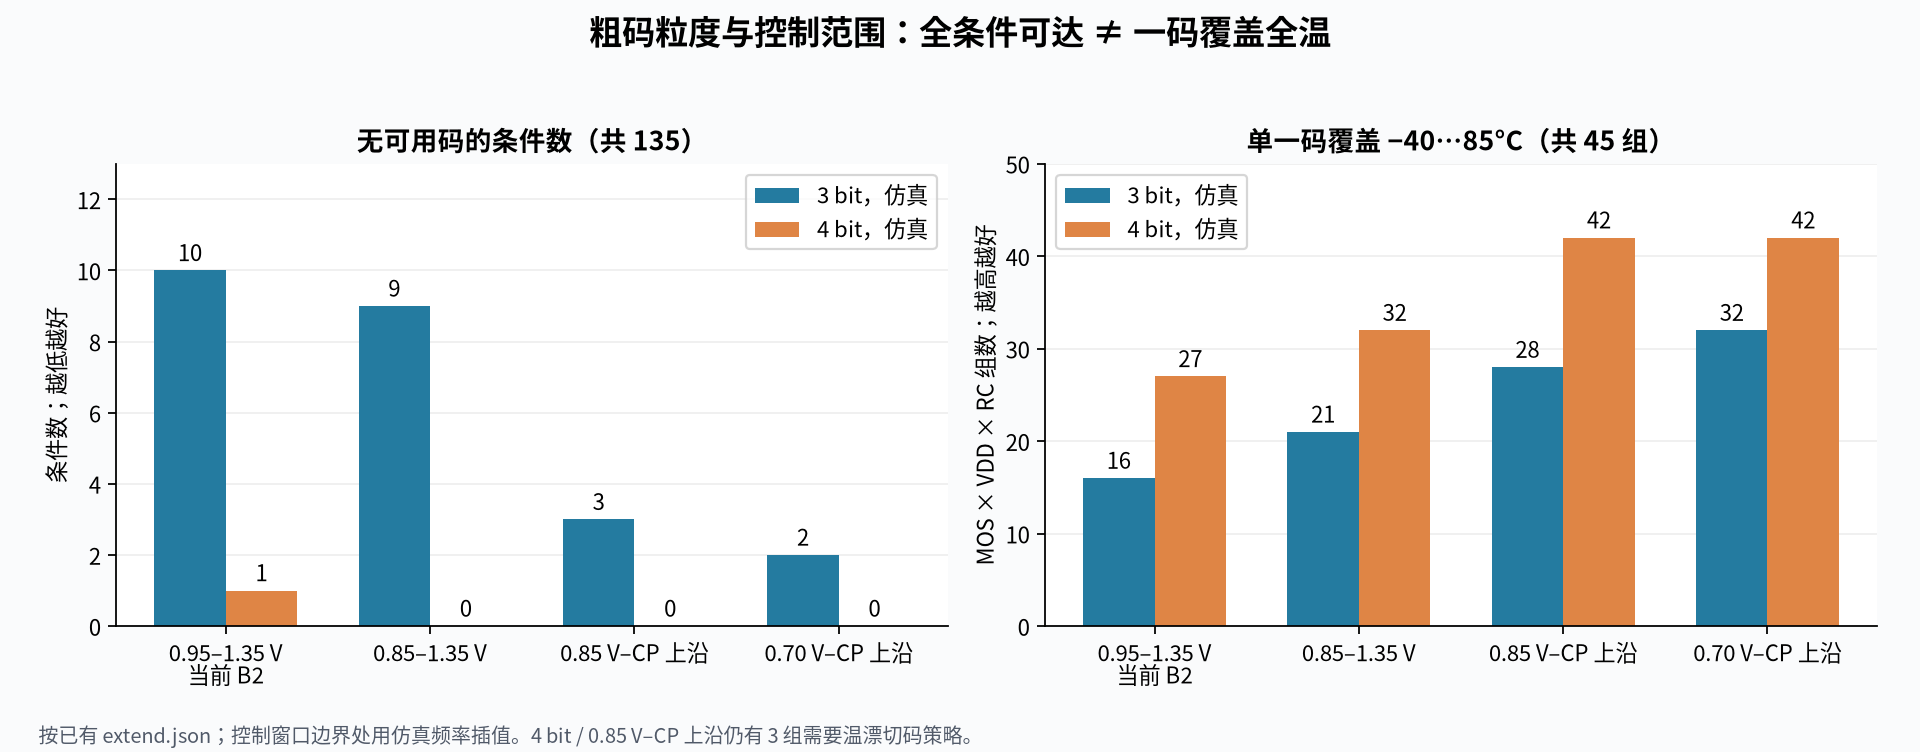 粗码粒度与控制范围：全条件可达 ≠ 一码覆盖全温
无可用码的条件数（共 135）
条件数；越低越好
12
10
8
6
4
2
0
3 bit，仿真
4 bit，仿真
10
1
9
0
3
0
2
0
0.95–1.35 V
当前 B2
0.85–1.35 V
0.85 V–CP 上沿
0.70 V–CP 上沿
单一码覆盖 −40⋯85°C（共 45 组）
MOS × VDD × RC 组数；越高越好
50
40
30
20
10
0
3 bit，仿真
4 bit，仿真
16
27
21
32
28
42
32
42
0.95–1.35 V
当前 B2
0.85–1.35 V
0.85 V–CP 上沿
0.70 V–CP 上沿
按已有 extend.json；控制窗口边界处用仿真频率插值。4 bit / 0.85 V–CP 上沿仍有 3 组需要温漂切码策略。